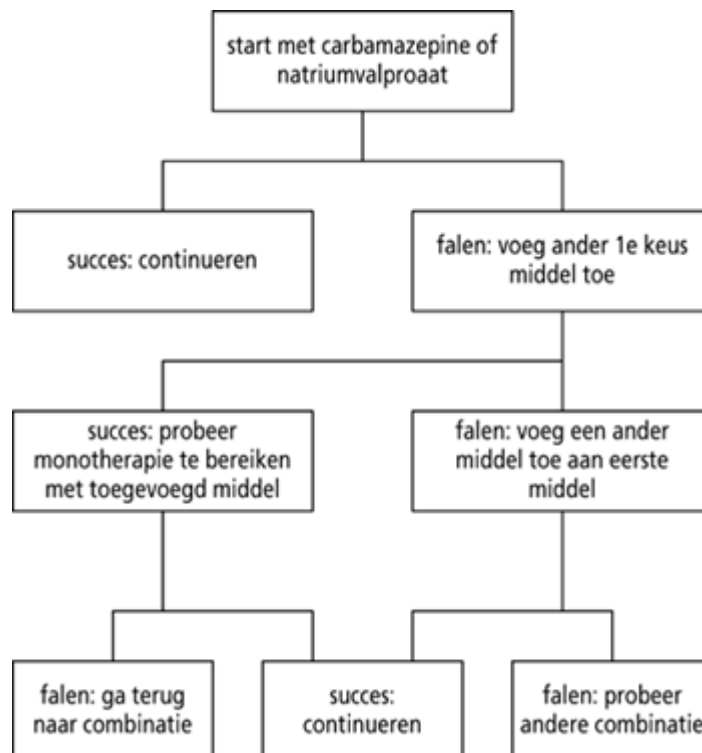 start met carbamazepine of
natriumvalproaat
succes: continueren
falen: voeg ander 1e keus
middel toe
succes: probeer
monotherapie te bereiken
met toegevoegd middel
falen: voeg een ander
middel toe aan eerste
middel
falen: ga terug
naar combinatie
succes:
continueren
falen: probeer
andere combinatie